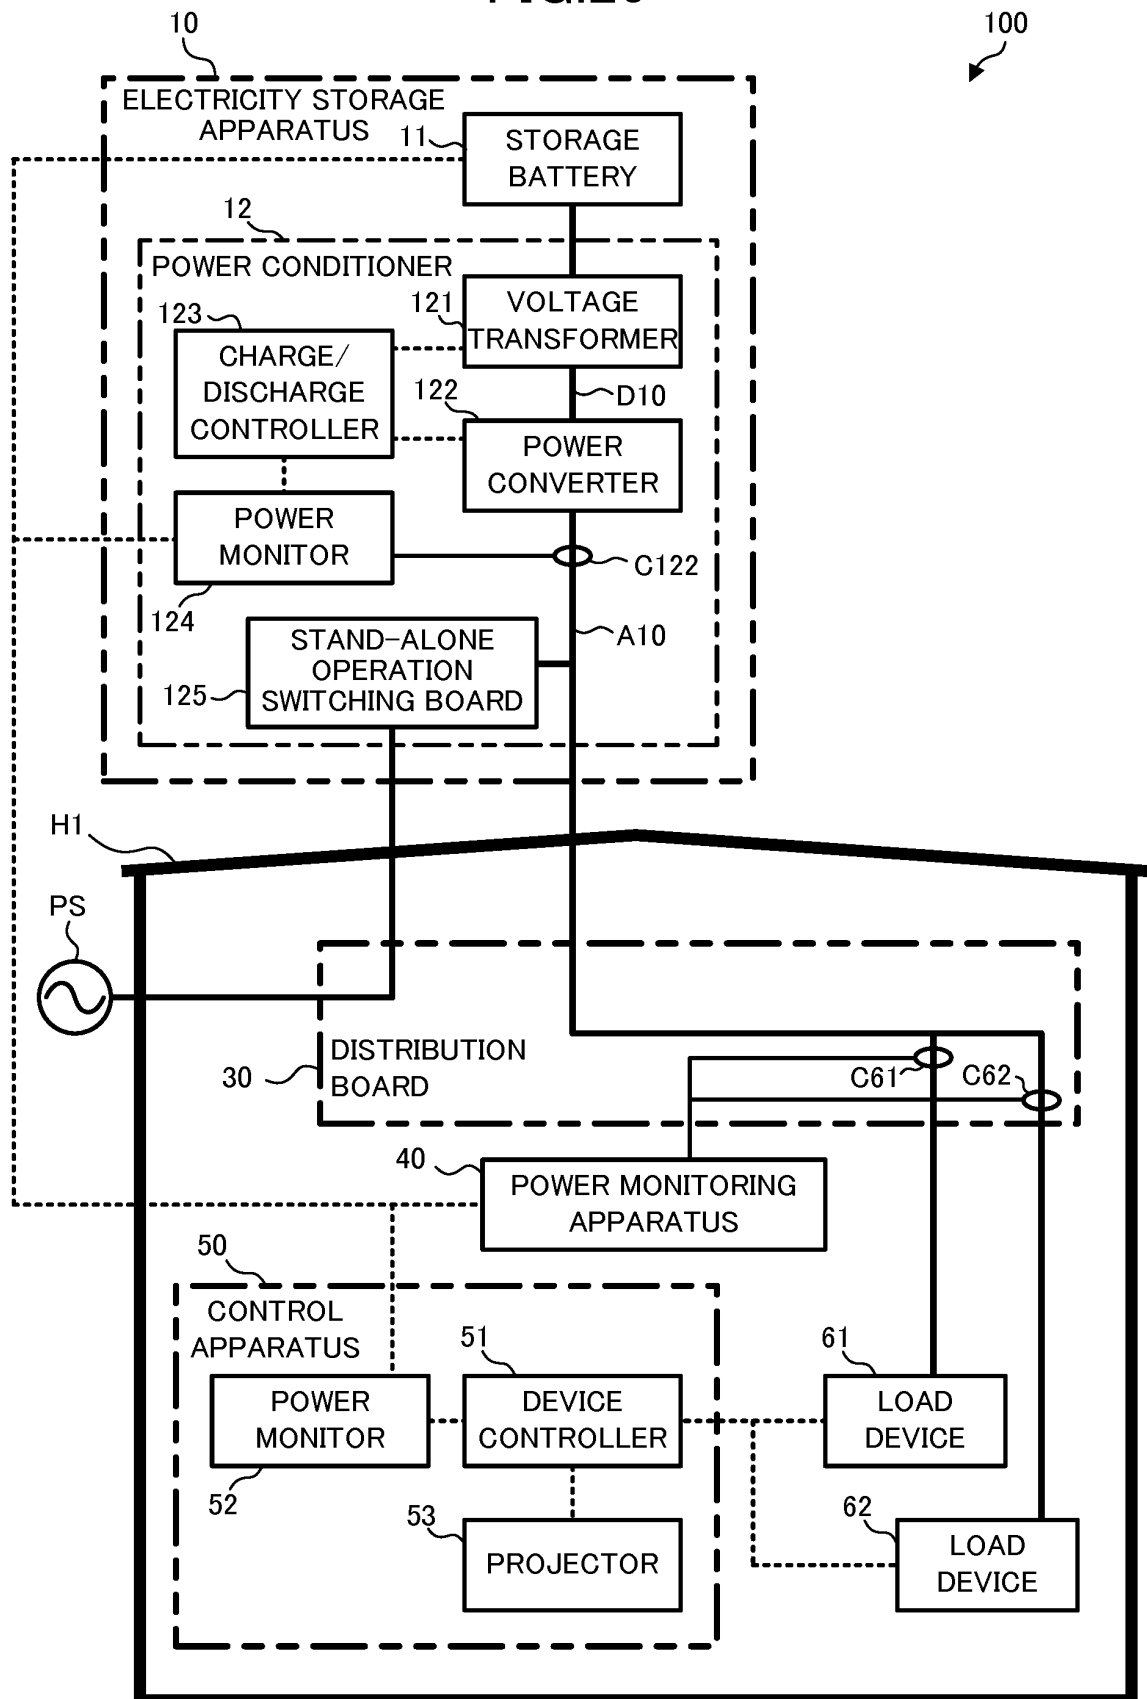 10
100
ELECTRICITY STORAGE
APPARATUS
11
STORAGE
BATTERY
12
POWER CONDITIONER
123
121
VOLTAGE
TRANSFORMER
CHARGE/
DISCHARGE
CONTROLLER
122
D10
POWER
CONVERTER
POWER
MONITOR
C122
124
A10
STAND-ALONE
OPERATION
SWITCHING BOARD
125
H1
PS
DISTRIBUTION
BOARD
30
C61
C62
40
POWER MONITORING
APPARATUS
50
CONTROL
APPARATUS
51
61
POWER
MONITOR
DEVICE
CONTROLLER
LOAD
DEVICE
52
53
62
PROJECTOR
LOAD
DEVICE